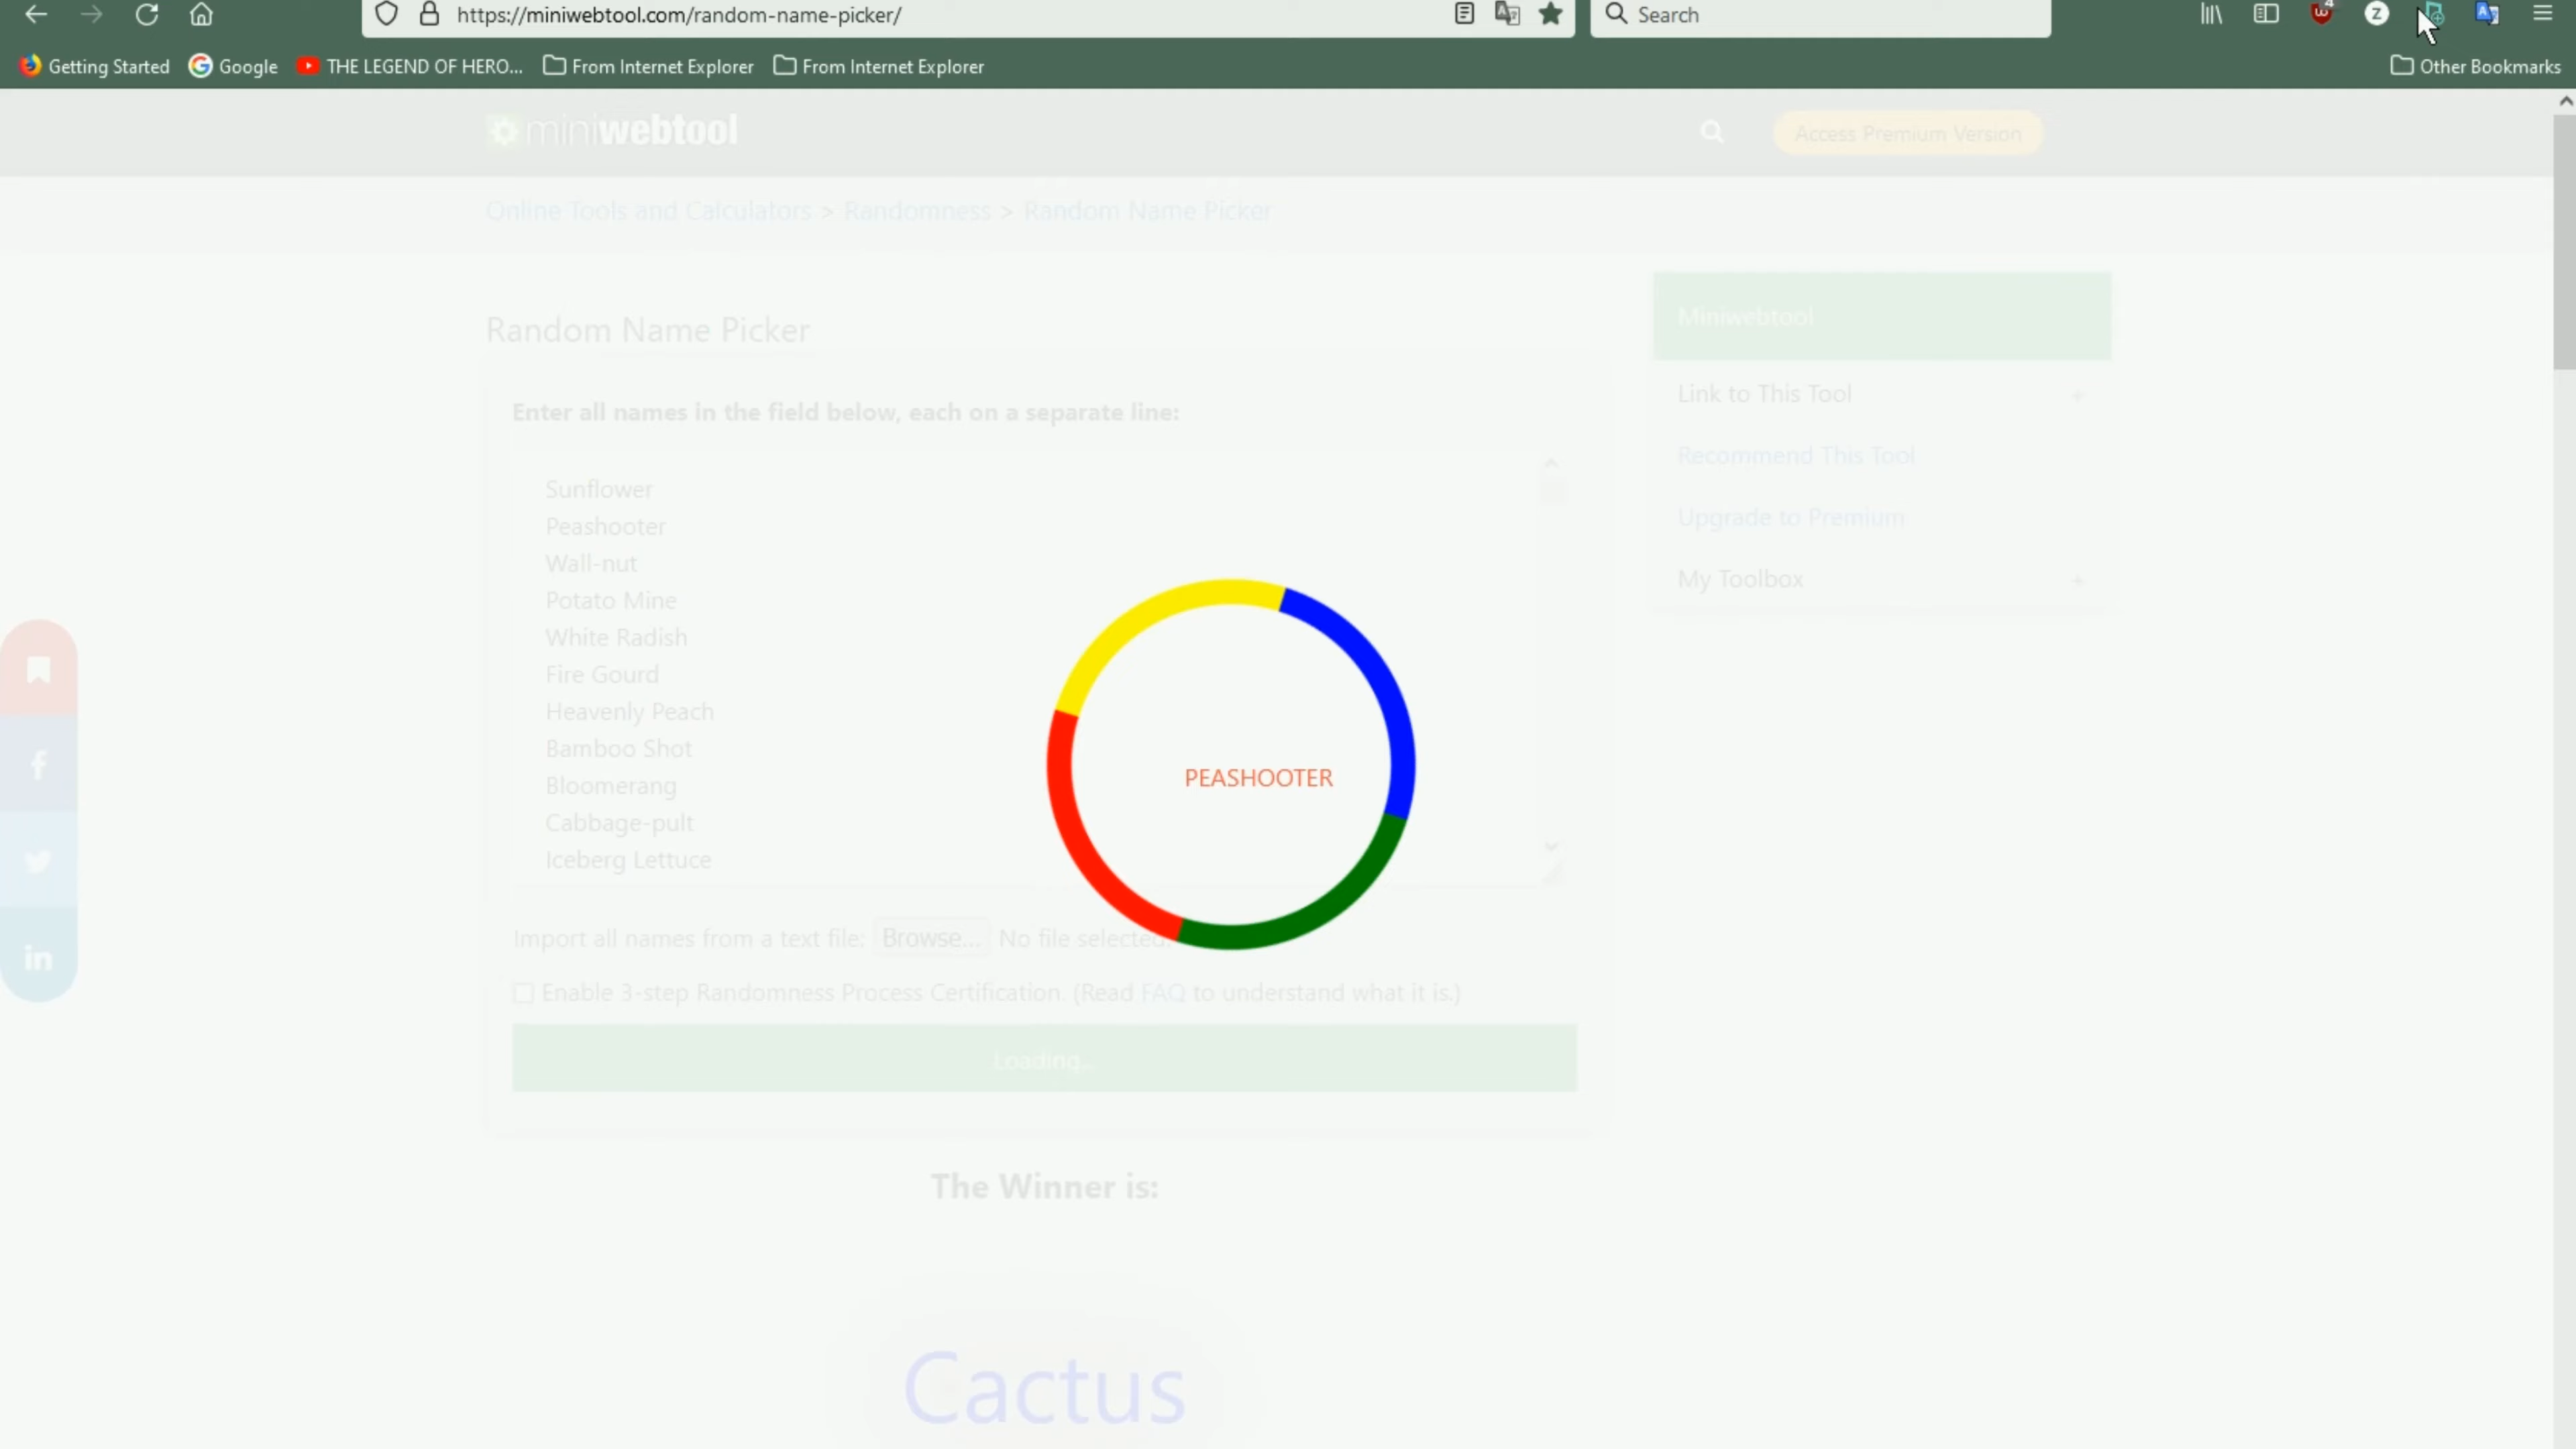 https://miniwebtool.com/random-name-picker/
Search
4
Z
Getting Started
Google
THE LEGEND OF HERO...
From Internet Explorer
From Internet Explorer
Other Bookmarks
miniwebtool
Access Premium Version
Online Tools and Calculators > Randomness > Random Name Picker
Random Name Picker
Enter all names in the field below, each on a separate line:
Sunflower
Peashooter
Wall-nut
Potato Mine
White Radish
Fire Gourd
Heavenly Peach
Bamboo Shot
Bloomerang
Cabbage-pult
Iceberg Lettuce
PEASHOOTER
Import all names from a text file: Browse... No file selected.
Enable 3-step Randomness Process Certification. (Read FAQ to understand what it is.)
Loading...
The Winner is:
Cactus
Miniwebtool
Link to This Tool +
Recommend This Tool
Upgrade to Premium
My Toolbox +
f
in